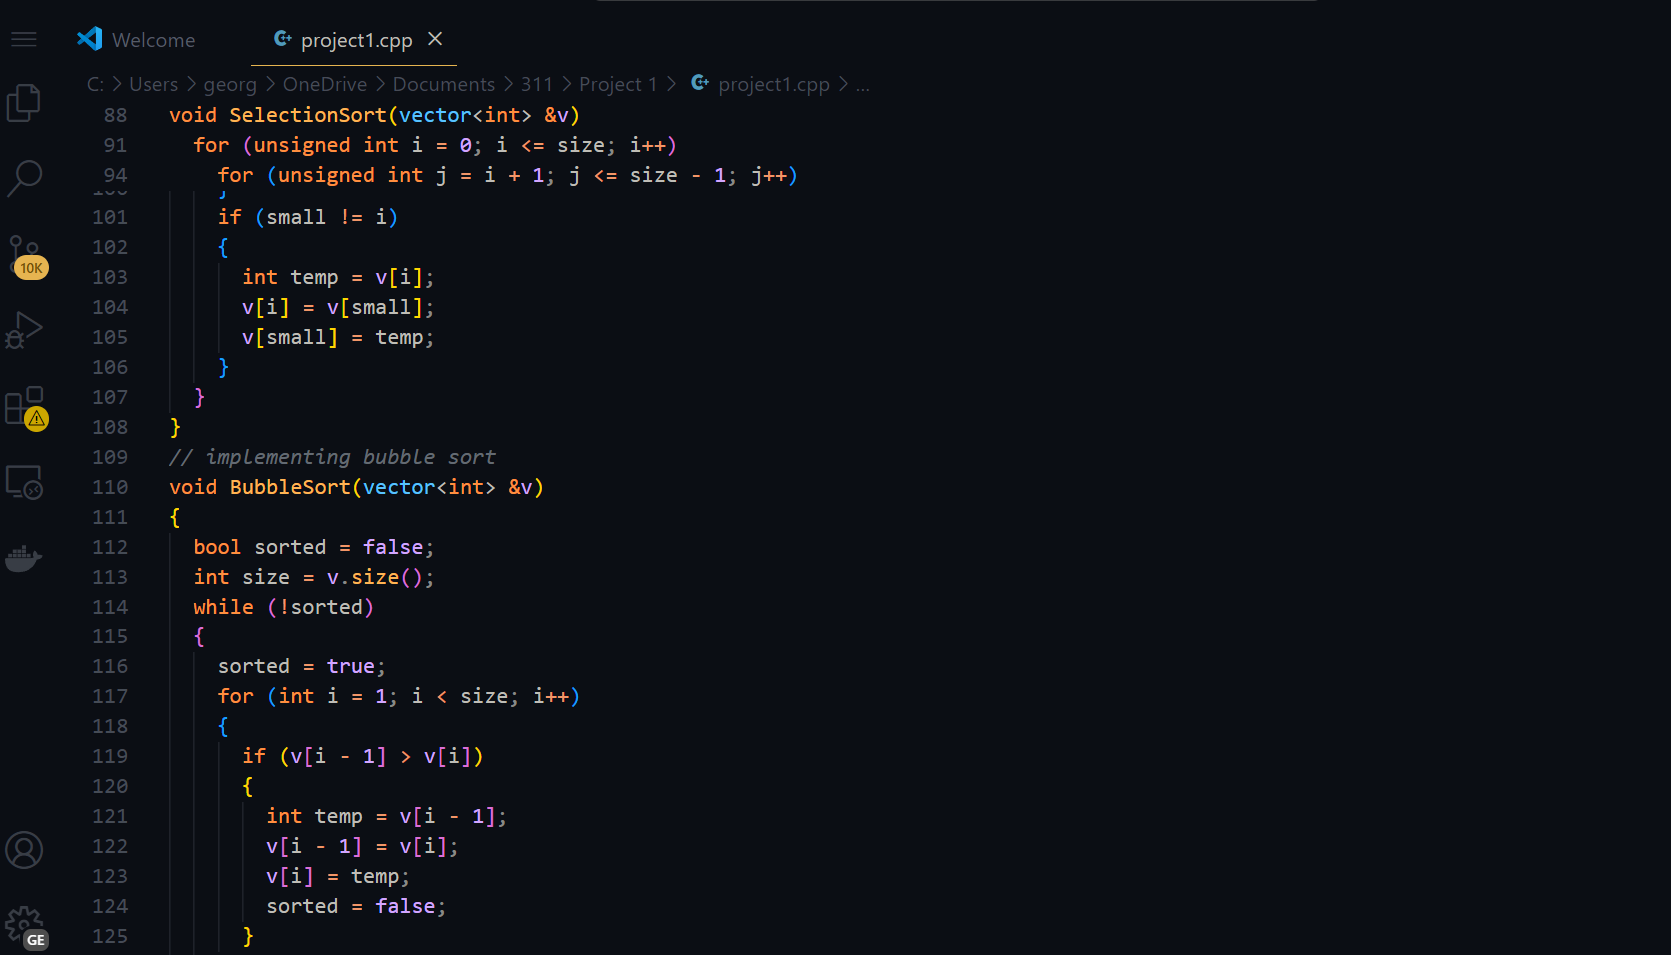 Welcome
project1.cpp
C: > Users > georg > OneDrive > Documents > 311 > Project 1 > project1.cpp > ...
88 void SelectionSort(vector<int> &v)
91 for (unsigned int i = 0; i <= size; i++)
94 for (unsigned int j = i + 1; j <= size - 1; j++)
100 }
101 if (small != i)
102 {
103 int temp = v[i];
104 v[i] = v[small];
105 v[small] = temp;
106 }
107 }
108 }
109 // implementing bubble sort
110 void BubbleSort(vector<int> &v)
111 {
112 bool sorted = false;
113 int size = v.size();
114 while (!sorted)
115 {
116 sorted = true;
117 for (int i = 1; i < size; i++)
118 {
119 if (v[i - 1] > v[i])
120 {
121 int temp = v[i - 1];
122 v[i - 1] = v[i];
123 v[i] = temp;
124 sorted = false;
125 }
10K
GE